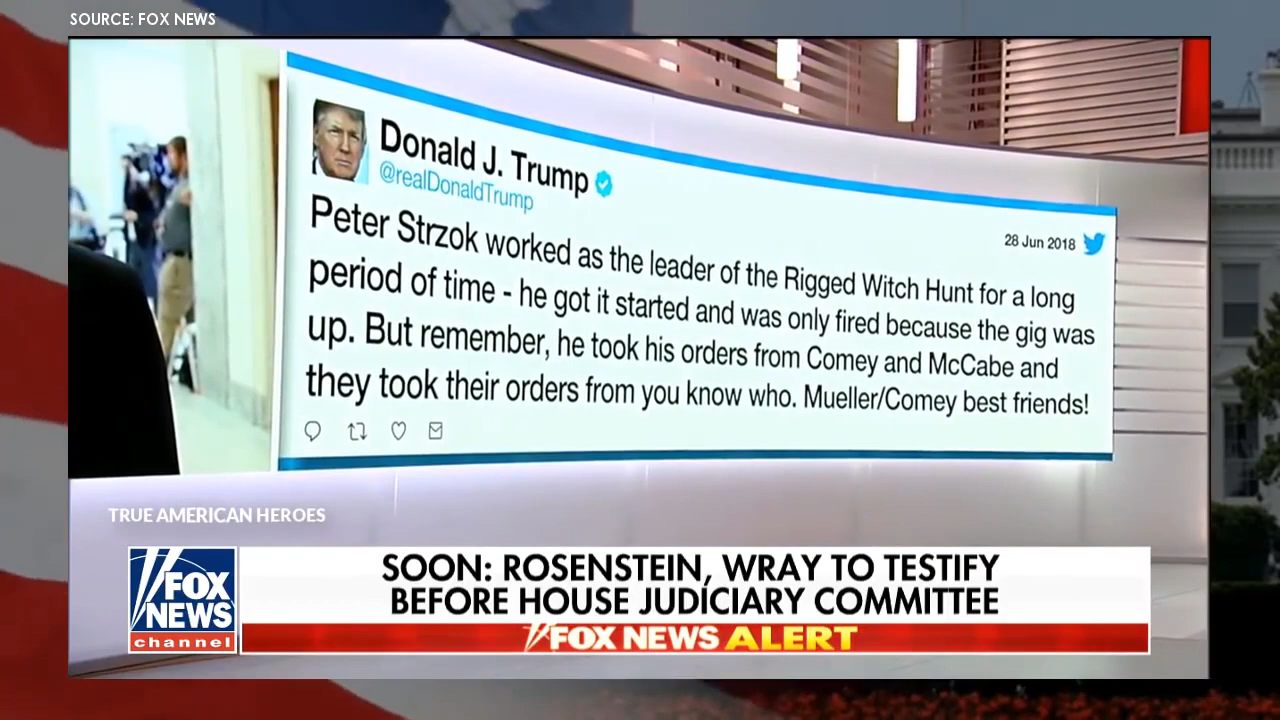 SOURCE: FOX NEWS
Donald J. Trump
@realDonaldTrump
28 Jun 2018
Peter Strzok worked as the leader of the Rigged Witch Hunt for a long
period of time - he got it started and was only fired because the gig was
up. But remember, he took his orders from Comey and McCabe and
they took their orders from you know who. Mueller/Comey best friends!
TRUE AMERICAN HEROES
FOX
NEWS
channel
SOON: ROSENSTEIN, WRAY TO TESTIFY
BEFORE HOUSE JUDICIARY COMMITTEE
FOX NEWS ALERT